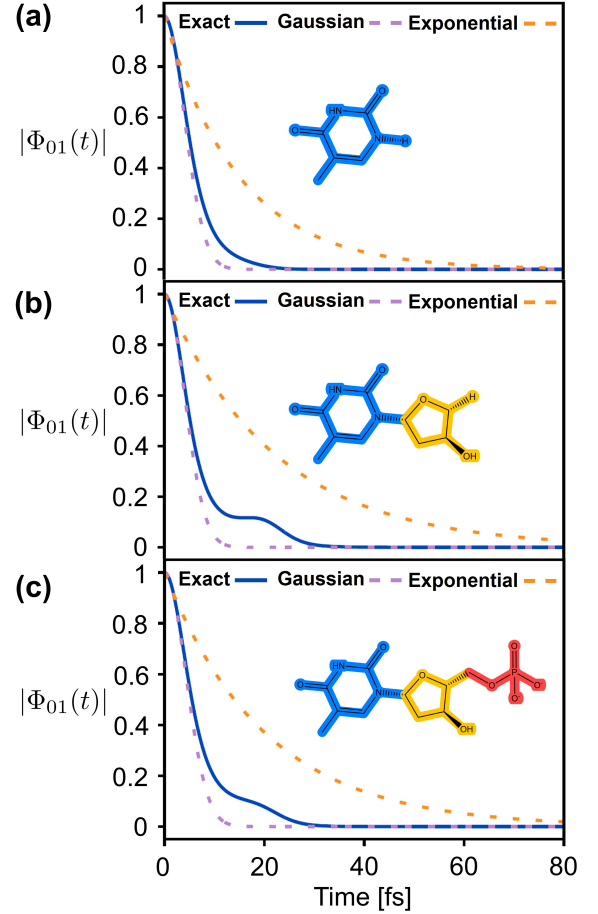 (a)
1
Exact Gaussian Exponential
0.8
0.6
|Φ01(t)|
0.4
0.2
0
O
HN
O
N
H
(b)
1
Exact Gaussian Exponential
0.8
0.6
|Φ01(t)|
0.4
0.2
0
O
HN
O
N
O
H
OH
(c)
1
Exact Gaussian Exponential
0.8
0.6
|Φ01(t)|
0.4
0.2
0
O
HN
O
N
O
OH
O
O
P
O-
O-
0 20 40 60 80
Time [fs]